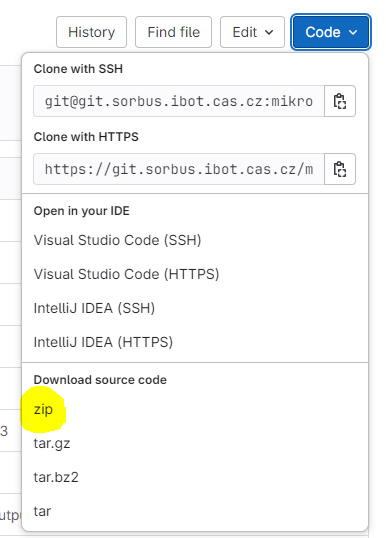 History
Find file
Edit
Code
Clone with SSH
git@git.sorbus.ibot.cas.cz:mikro
Clone with HTTPS
https://git.sorbus.ibot.cas.cz/m
Open in your IDE
Visual Studio Code (SSH)
Visual Studio Code (HTTPS)
IntelliJ IDEA (SSH)
IntelliJ IDEA (HTTPS)
Download source code
zip
3
tar.gz
tar.bz2
tar